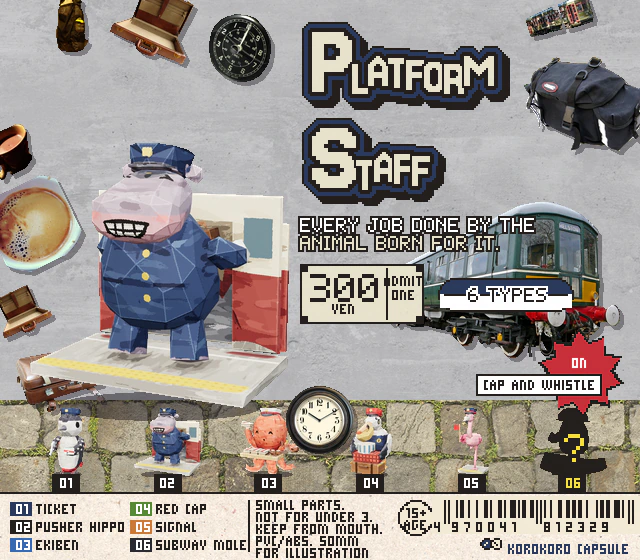 PLATFORM
STAFF
EVERY JOB DONE BY THE
ANIMAL BORN FOR IT.
300
YEN
ADMIT
ONE
6 TYPES
ON
CAP AND WHISTLE
?
01
02
03
04
05
06
01 TICKET
02 PUSHER HIPPO
03 EKIBEN
04 RED CAP
05 SIGNAL
06 SUBWAY MOLE
SMALL PARTS.
NOT FOR UNDER 3.
KEEP FROM MOUTH.
PVC/ABS. 50MM
FOR ILLUSTRATION
15+
AGE
4 970041 812329
KOROKORO CAPSULE